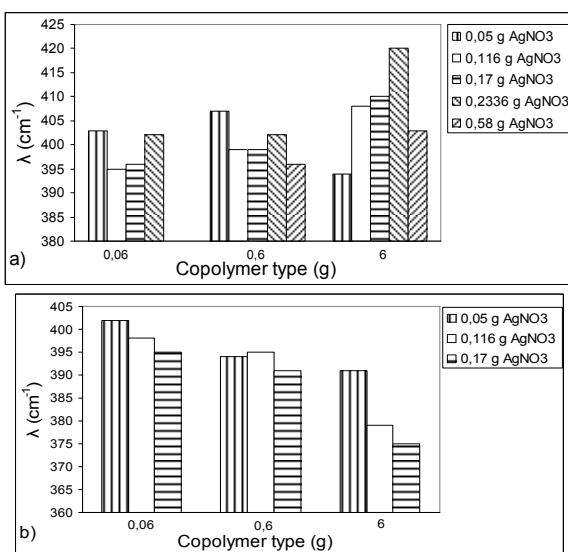 425
420
415
410
405
400
395
390
385
380
λ (cm⁻¹)
0,06
0,6
6
Copolymer type (g)
a)
0,05 g AgNO3
0,116 g AgNO3
0,17 g AgNO3
0,2336 g AgNO3
0,58 g AgNO3
405
400
395
390
385
380
375
370
365
360
λ (cm⁻¹)
0,06
0,6
6
Copolymer type (g)
b)
0,05 g AgNO3
0,116 g AgNO3
0,17 g AgNO3